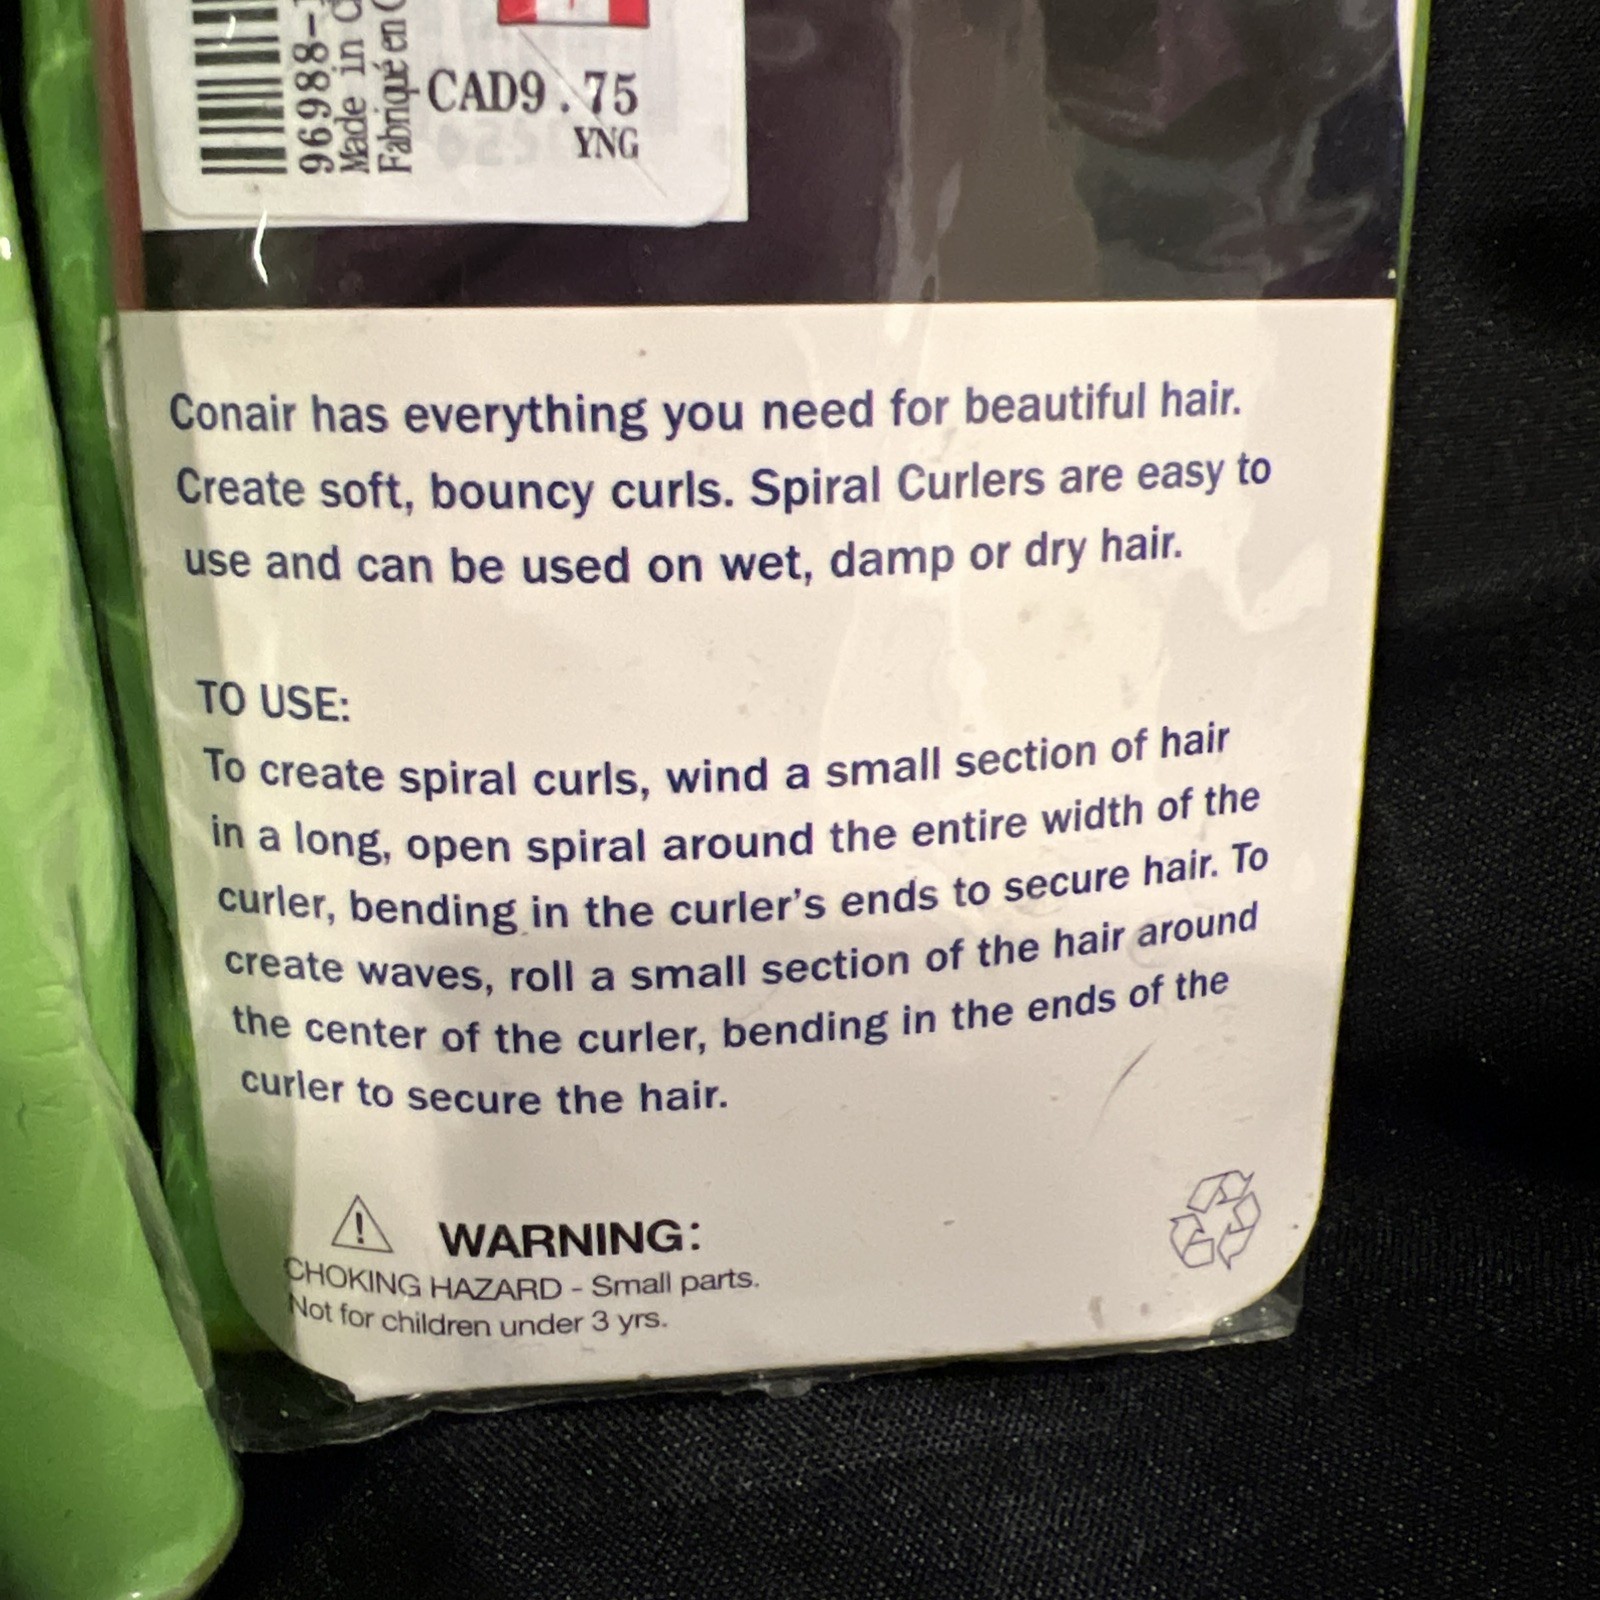 96988-
Made in
Fabriqué en
CAD9.75
YNG
Conair has everything you need for beautiful hair.
Create soft, bouncy curls. Spiral Curlers are easy to
use and can be used on wet, damp or dry hair.
TO USE:
To create spiral curls, wind a small section of hair
in a long, open spiral around the entire width of the
curler, bending in the curler's ends to secure hair. To
create waves, roll a small section of the hair around
the center of the curler, bending in the ends of the
curler to secure the hair.
WARNING:
CHOKING HAZARD - Small parts.
Not for children under 3 yrs.